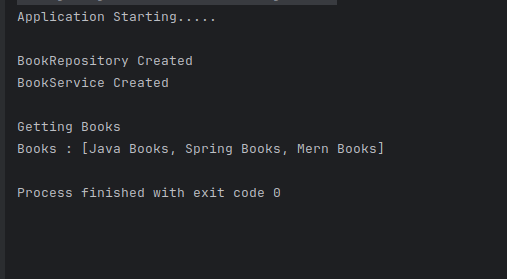 Application Starting.....
BookRepository Created
BookService Created
Getting Books
Books : [Java Books, Spring Books, Mern Books]
Process finished with exit code 0